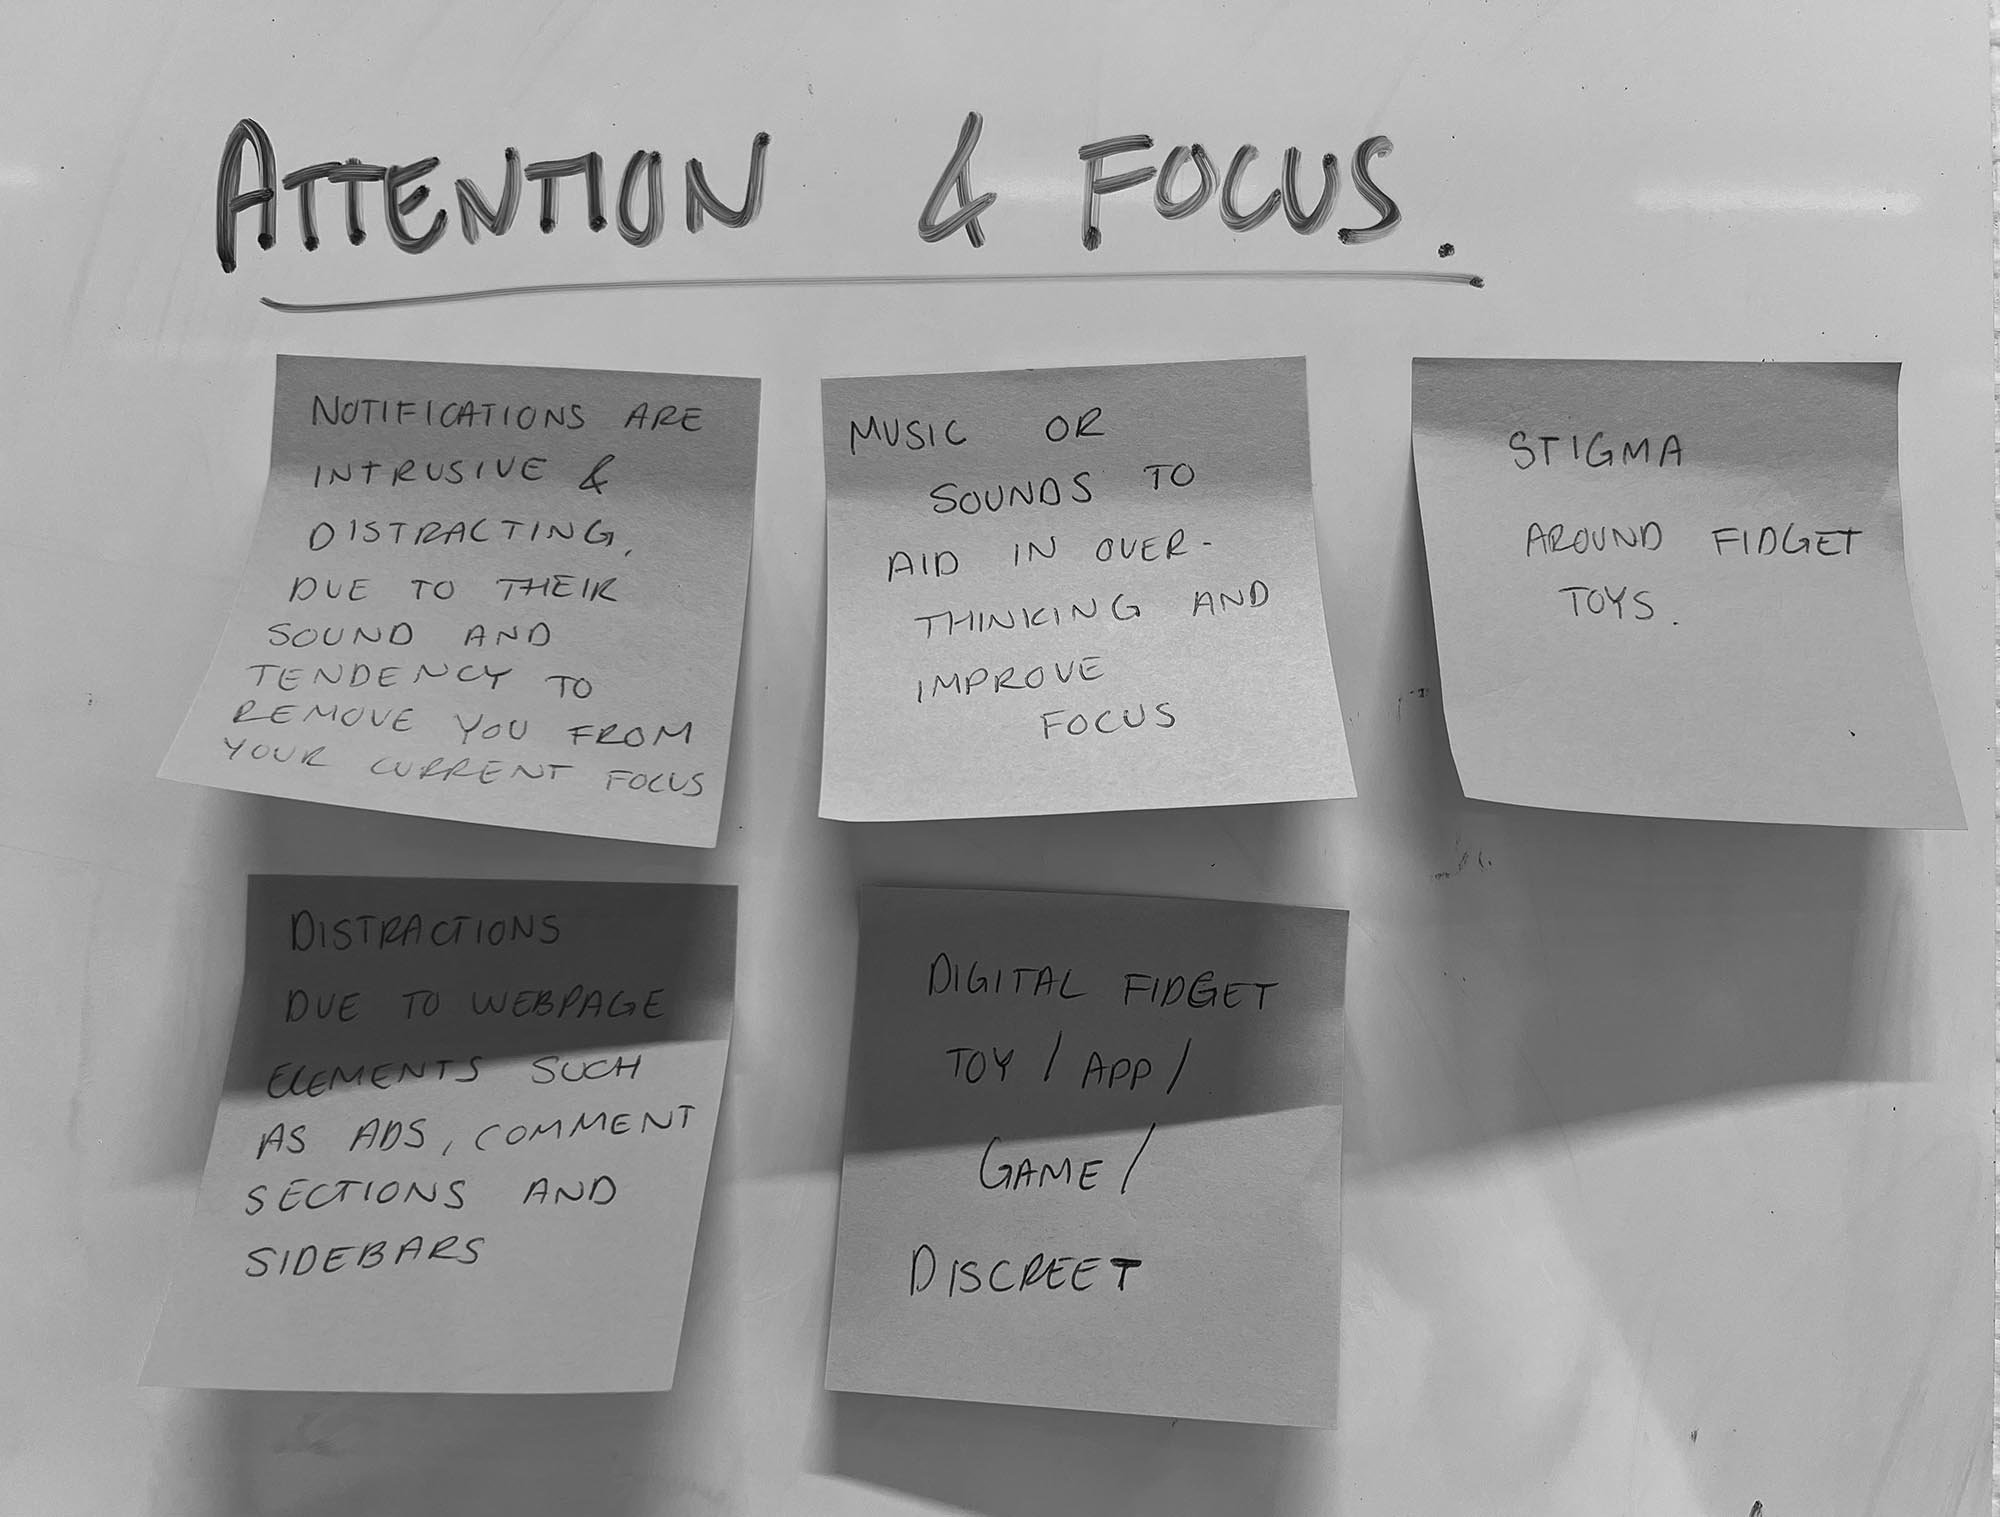 ATTENTION & FOCUS.
NOTIFICATIONS ARE
INTRUSIVE &
DISTRACTING,
DUE TO THEIR
SOUND AND
TENDENCY TO
REMOVE YOU FROM
YOUR CURRENT FOCUS
MUSIC OR
SOUNDS TO
AID IN OVER-
THINKING AND
IMPROVE
FOCUS
STIGMA
AROUND FIDGET
TOYS.
DISTRACTIONS
DUE TO WEBPAGE
ELEMENTS SUCH
AS ADS, COMMENT
SECTIONS AND
SIDEBARS
DIGITAL FIDGET
TOY / APP /
GAME /
DISCREET